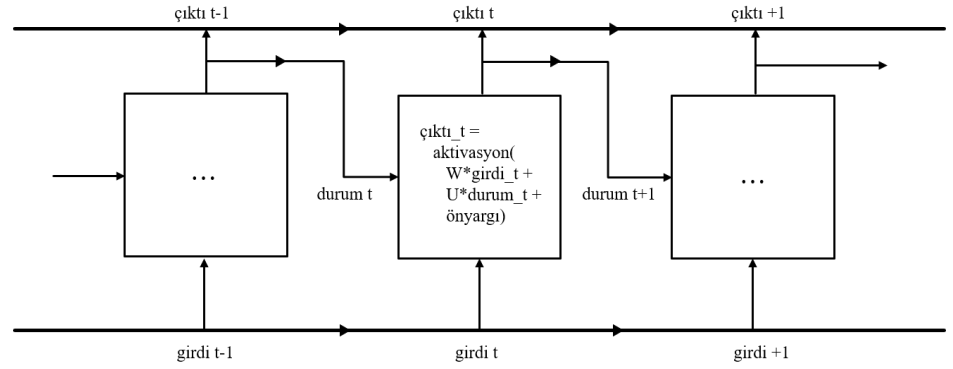 çıktı t-1
çıktı t
çıktı +1
...
çıktı_t =
aktivasyon(
W*girdi_t +
U*durum_t +
önyargı)
...
durum t
durum t+1
girdi t-1
girdi t
girdi +1